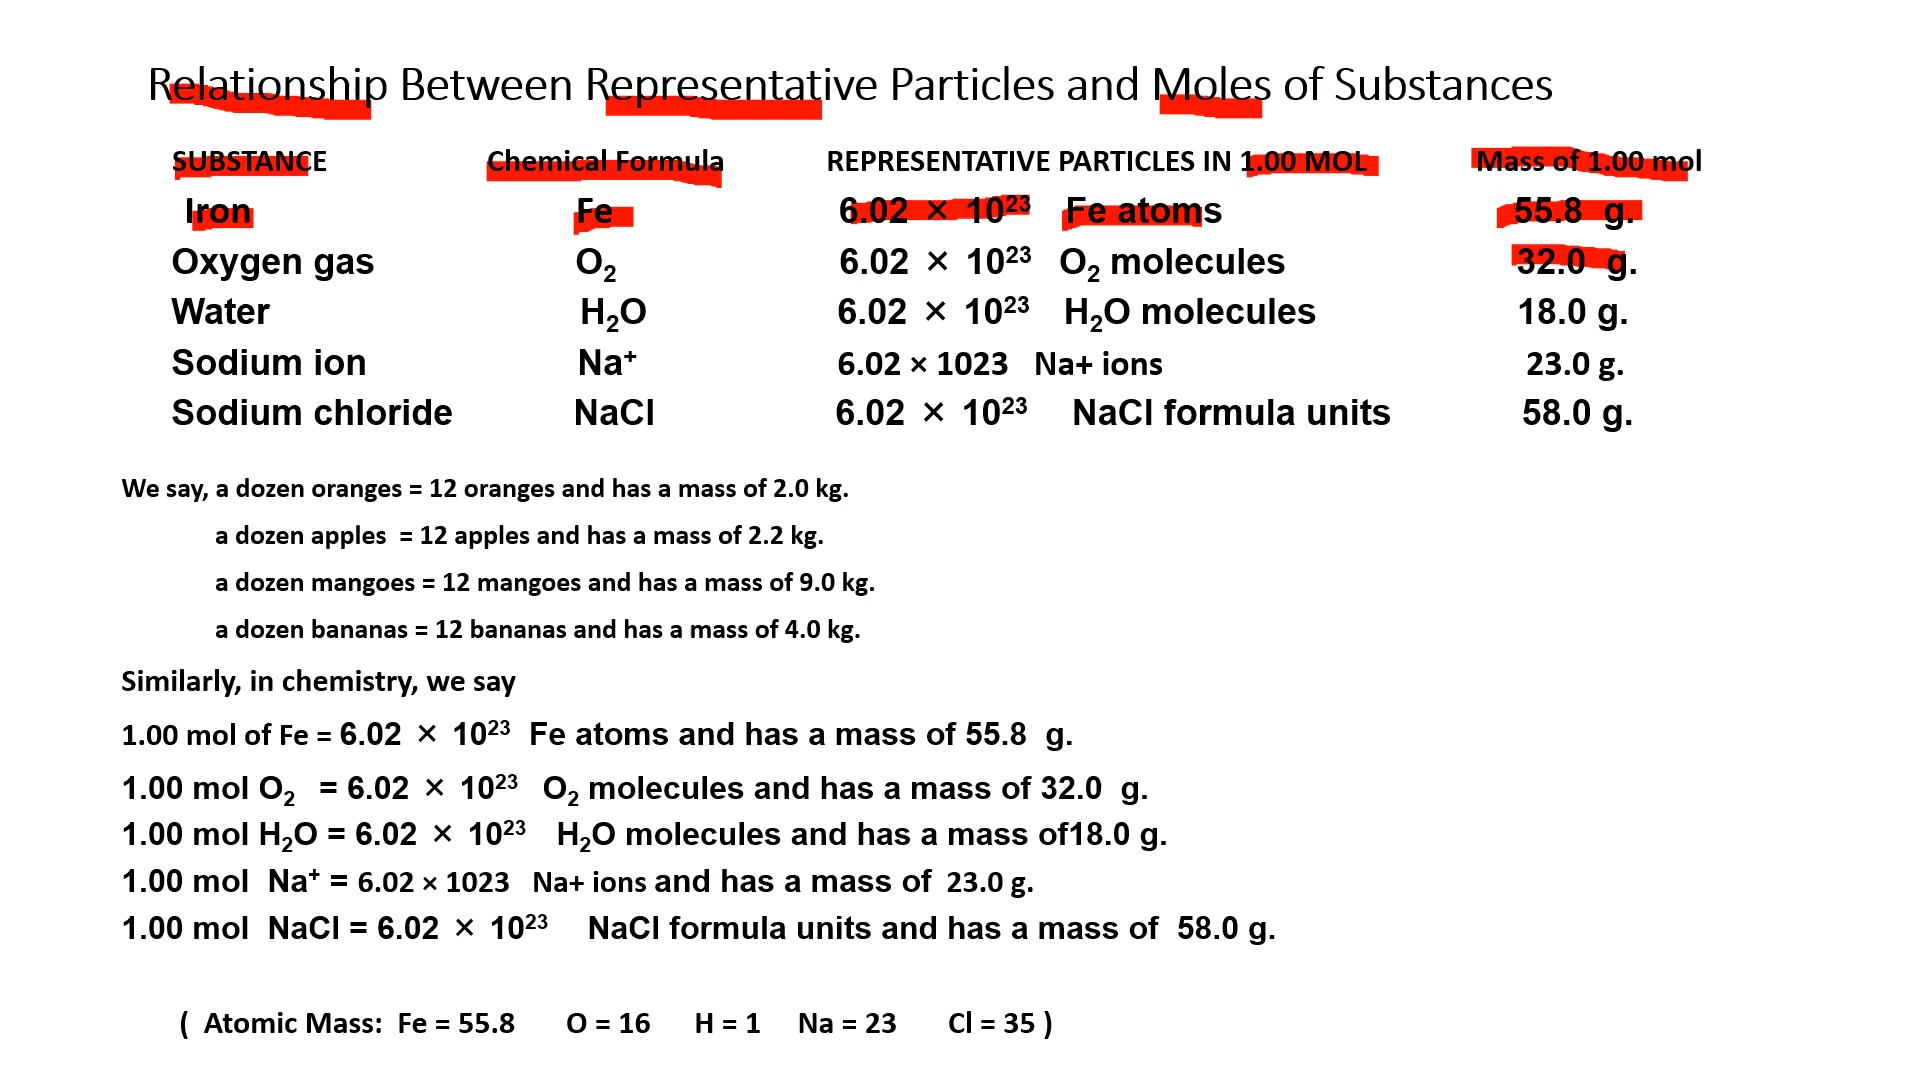 Relationship Between Representative Particles and Moles of Substances
SUBSTANCE Chemical Formula REPRESENTATIVE PARTICLES IN 1.00 MOL Mass of 1.00 mol
Iron Fe 6.02 × 10²³ Fe atoms 55.8 g.
Oxygen gas O₂ 6.02 × 10²³ O₂ molecules 32.0 g.
Water H₂O 6.02 × 10²³ H₂O molecules 18.0 g.
Sodium ion Na⁺ 6.02 × 1023 Na+ ions 23.0 g.
Sodium chloride NaCl 6.02 × 10²³ NaCl formula units 58.0 g.
We say, a dozen oranges = 12 oranges and has a mass of 2.0 kg.
a dozen apples = 12 apples and has a mass of 2.2 kg.
a dozen mangoes = 12 mangoes and has a mass of 9.0 kg.
a dozen bananas = 12 bananas and has a mass of 4.0 kg.
Similarly, in chemistry, we say
1.00 mol of Fe = 6.02 × 10²³ Fe atoms and has a mass of 55.8 g.
1.00 mol O₂ = 6.02 × 10²³ O₂ molecules and has a mass of 32.0 g.
1.00 mol H₂O = 6.02 × 10²³ H₂O molecules and has a mass of18.0 g.
1.00 mol Na⁺ = 6.02 × 1023 Na+ ions and has a mass of 23.0 g.
1.00 mol NaCl = 6.02 × 10²³ NaCl formula units and has a mass of 58.0 g.
( Atomic Mass: Fe = 55.8 O = 16 H = 1 Na = 23 Cl = 35 )